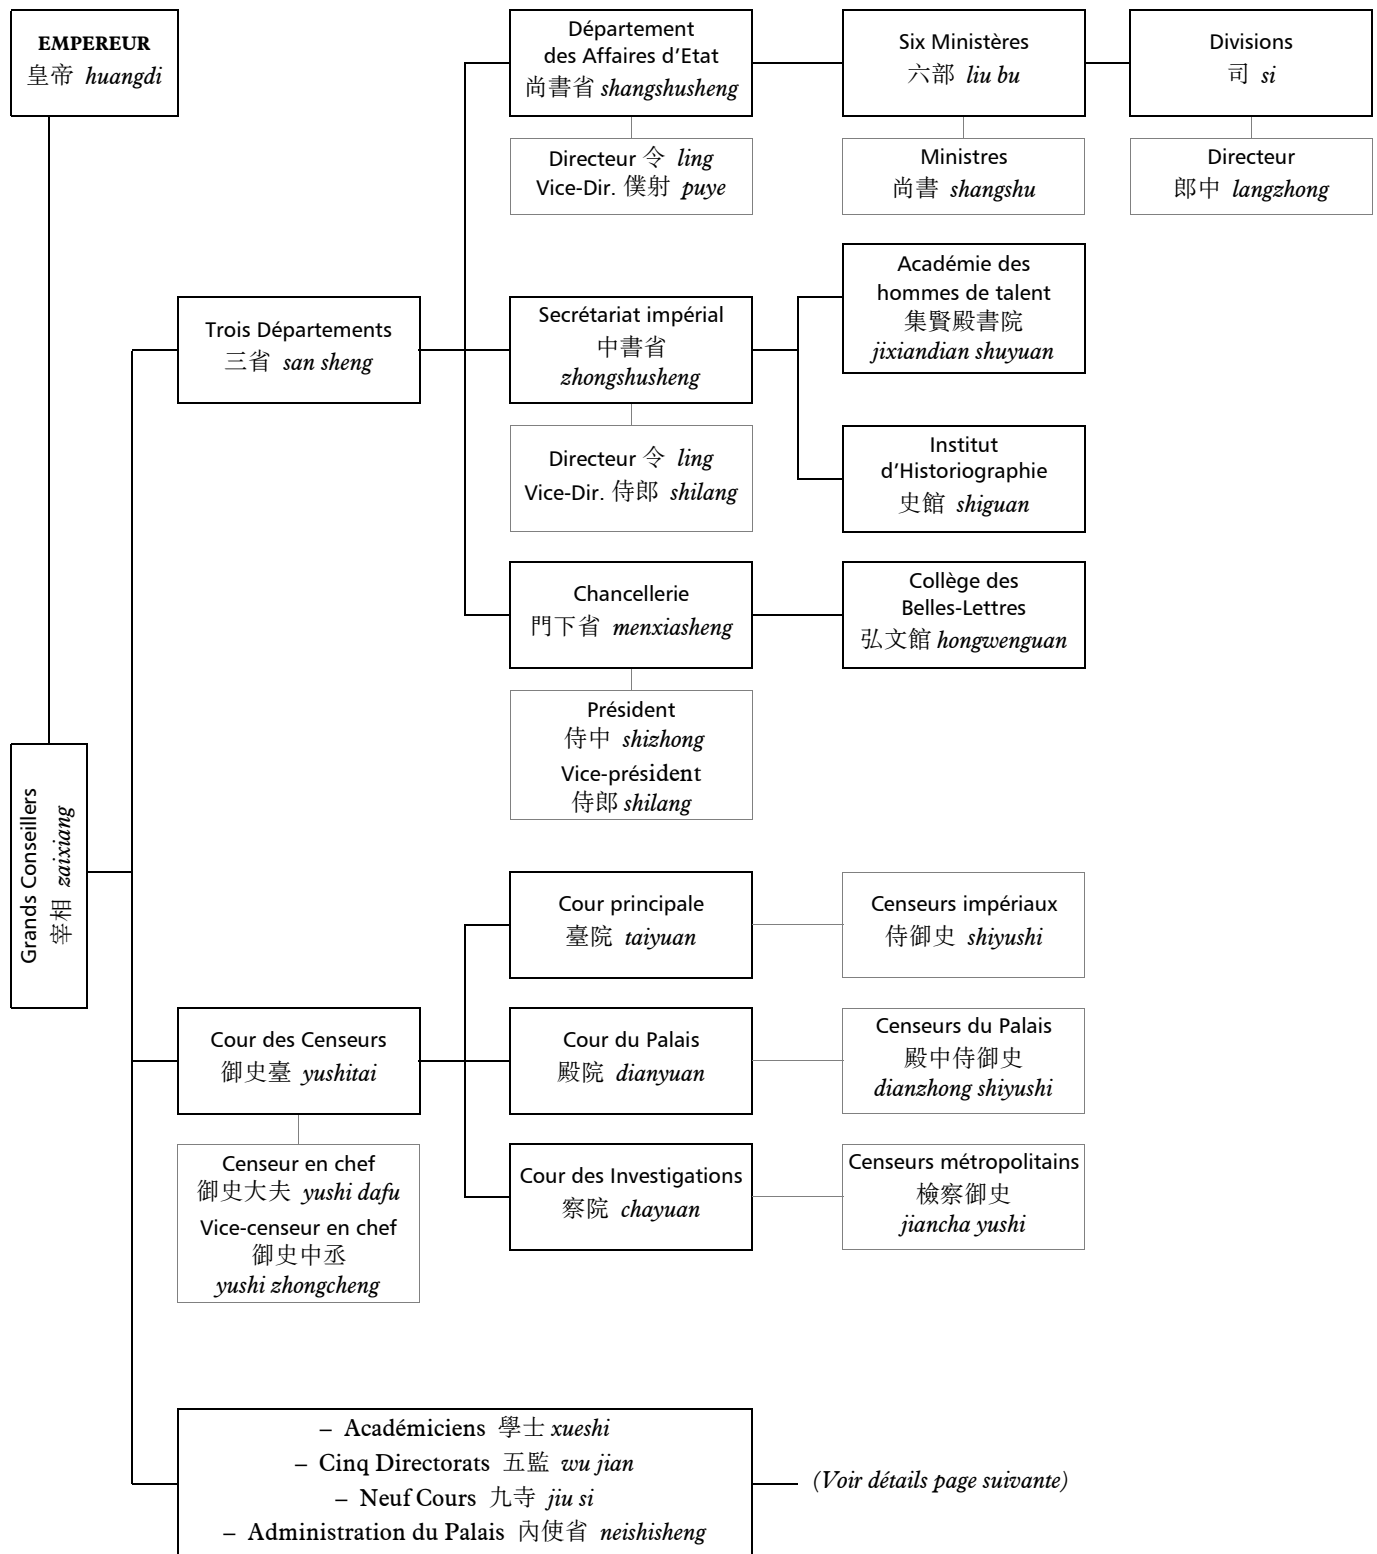 EMPEREUR
皇帝 huangdi
Département
des Affaires d'Etat
尚書省 shangshusheng
Six Ministères
六部 liu bu
Divisions
司 si
Directeur 令 ling
Vice-Dir. 僕射 puye
Ministres
尚書 shangshu
Directeur
郎中 langzhong
Trois Départements
三省 san sheng
Secrétariat impérial
中書省
zhongshusheng
Académie des
hommes de talent
集賢殿書院
jixiandian shuyuan
Directeur 令 ling
Vice-Dir. 侍郎 shilang
Institut
d'Historiographie
史館 shiguan
Chancellerie
門下省 menxiasheng
Collège des
Belles-Lettres
弘文館 hongwenguan
Président
侍中 shizhong
Vice-président
侍郎 shilang
Grands Conseillers
宰相 zaixiang
Cour principale
臺院 taiyuan
Censeurs impériaux
侍御史 shiyushi
Cour des Censeurs
御史臺 yushitai
Cour du Palais
殿院 dianyuan
Censeurs du Palais
殿中侍御史
dianzhong shiyushi
Censeur en chef
御史大夫 yushi dafu
Vice-censeur en chef
御史中丞
yushi zhongcheng
Cour des Investigations
察院 chayuan
Censeurs métropolitains
檢察御史
jiancha yushi
– Académiciens 學士 xueshi
– Cinq Directorats 五監 wu jian
– Neuf Cours 九寺 jiu si
– Administration du Palais 內使省 neishisheng
(Voir détails page suivante)